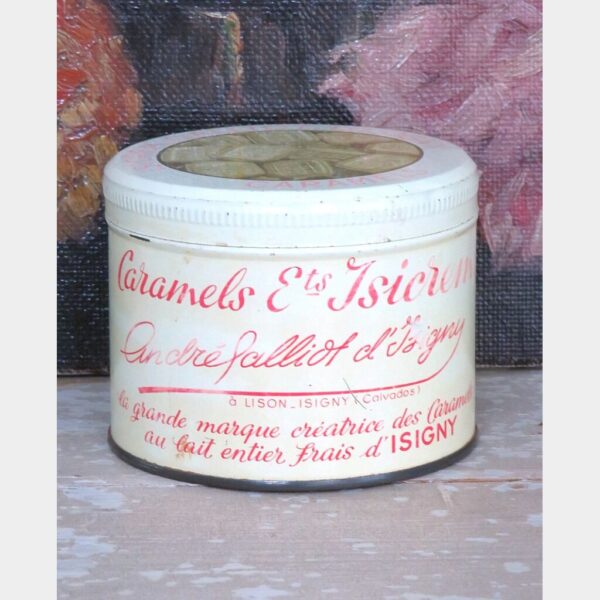 CARAM
Caramels Ets Isicrem
André Galliot d'Isigny
à LISON_ISIGNY (Calvados)
la grande marque créatrice des Caramels
au lait entier frais d'ISIGNY